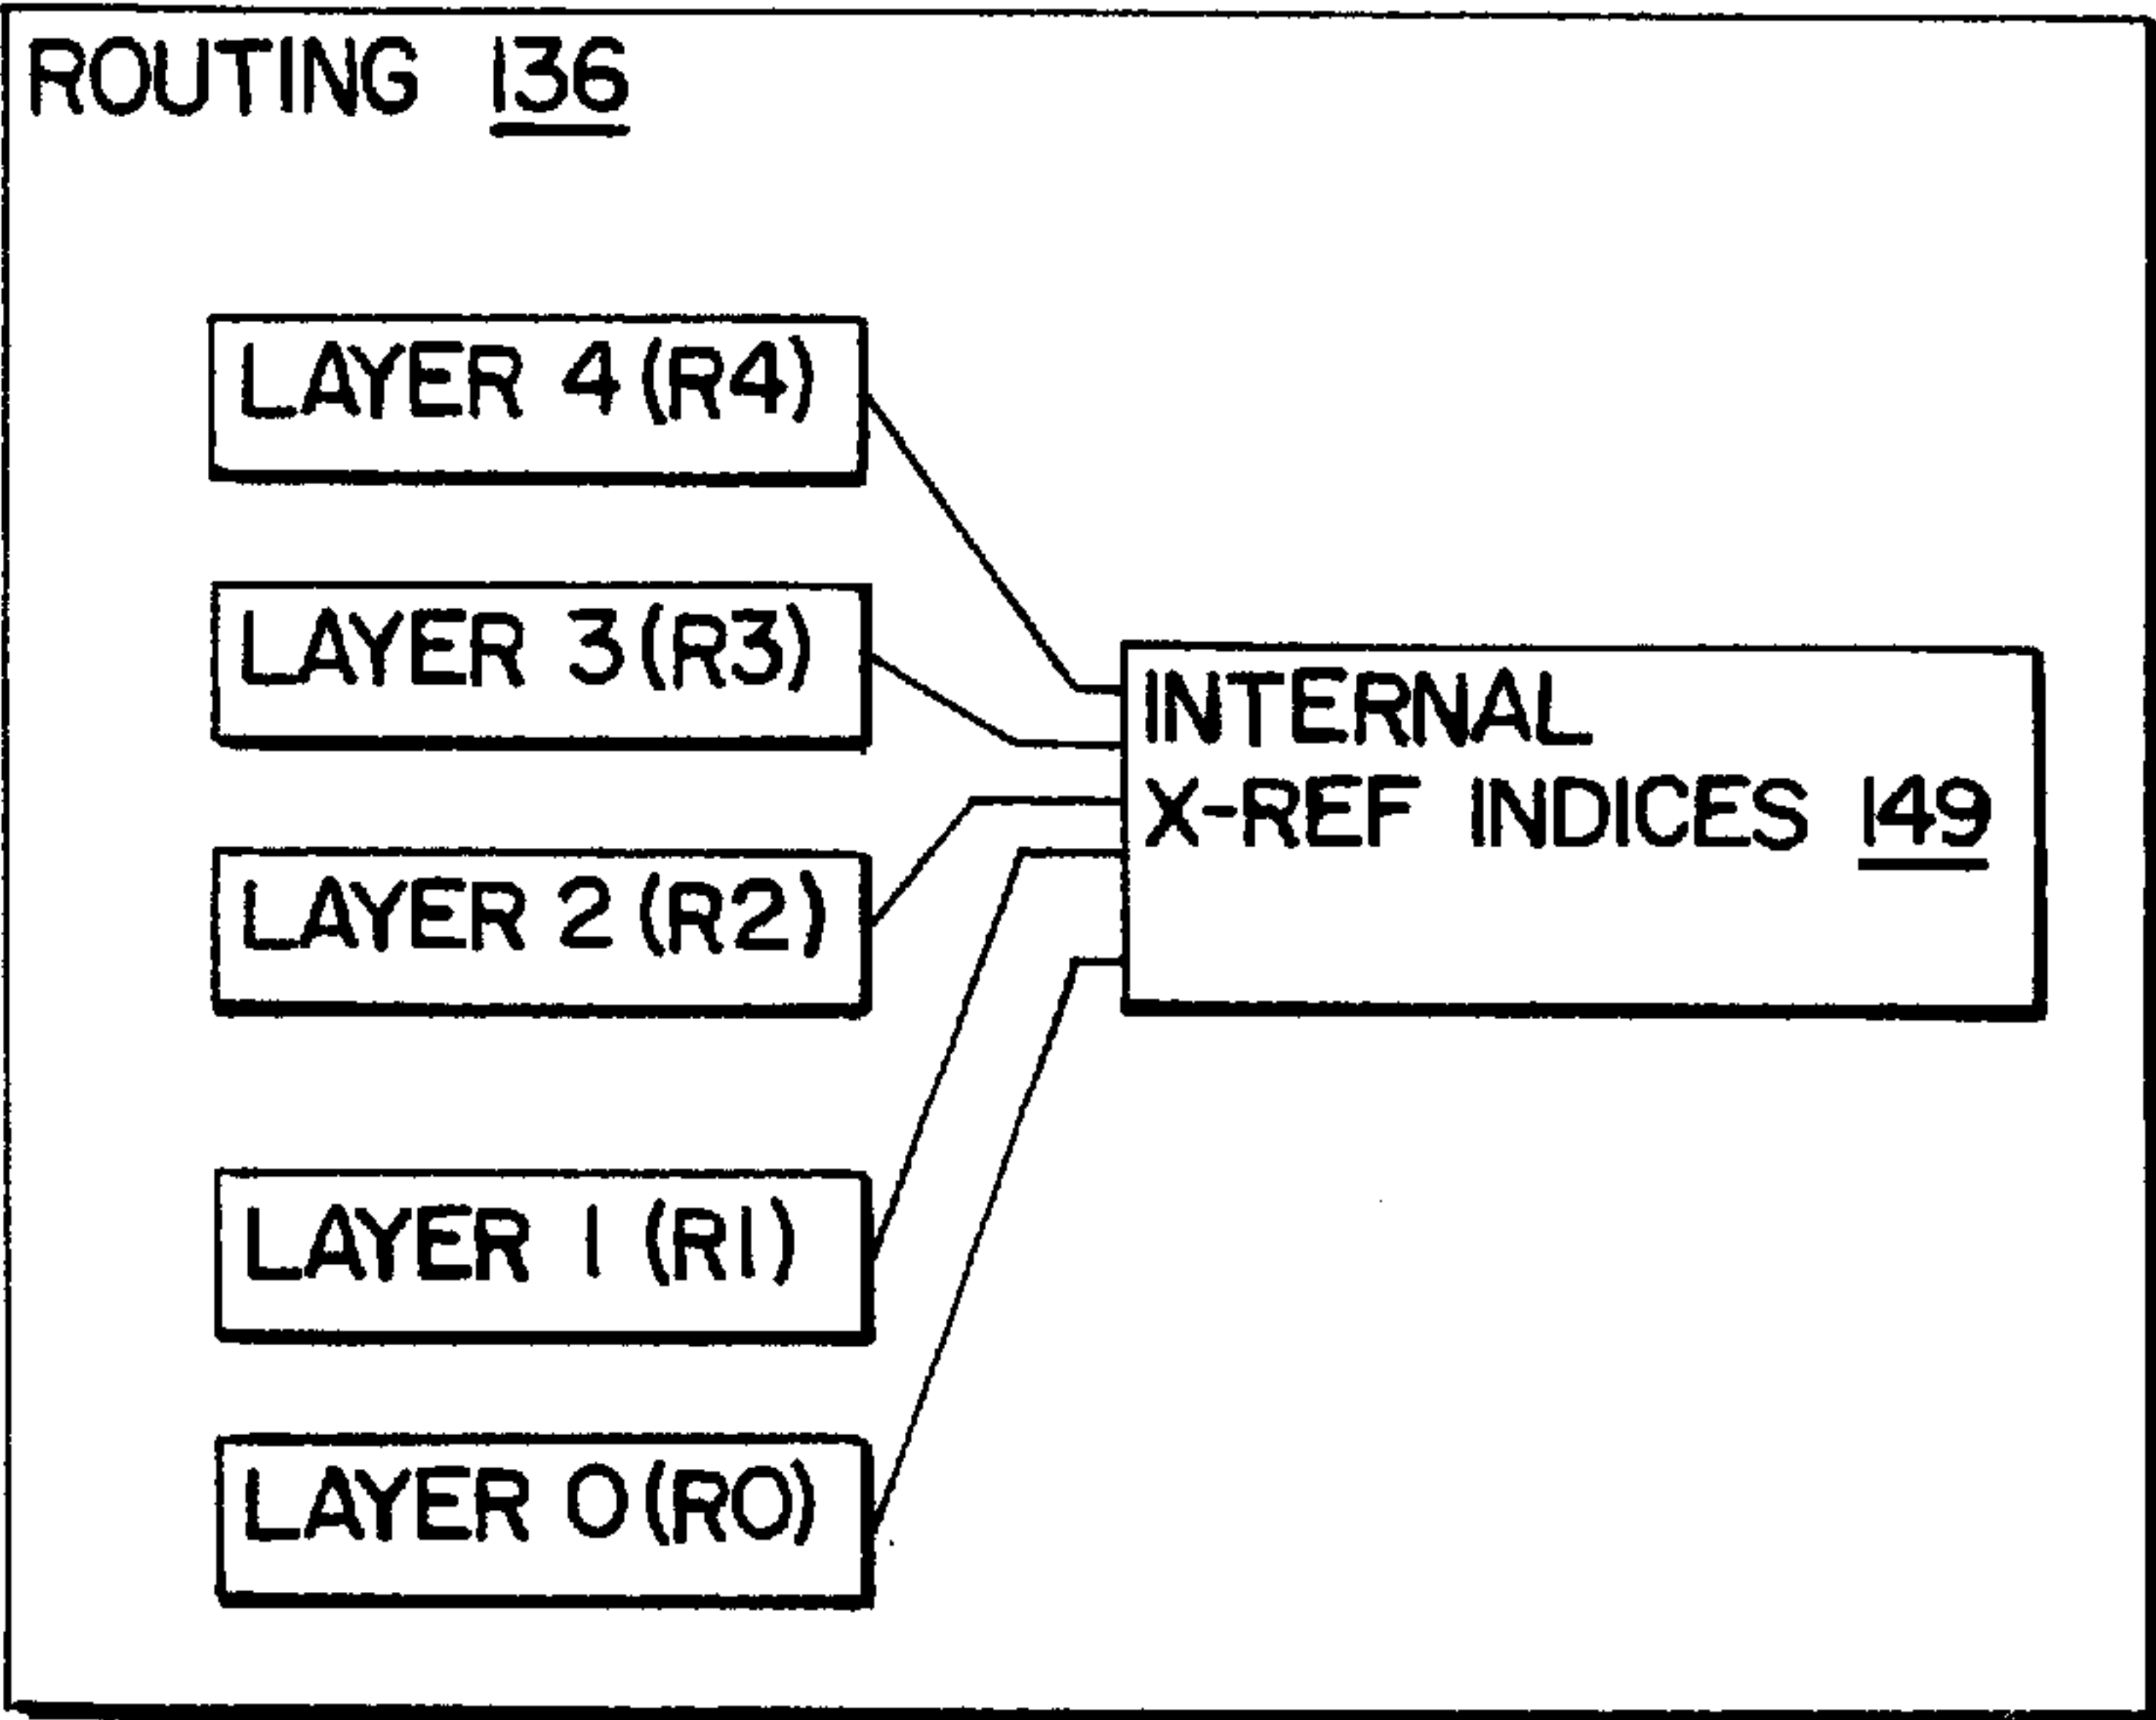 ROUTING 136
LAYER 4 (R4)
LAYER 3 (R3)
LAYER 2 (R2)
LAYER 1 (R1)
LAYER 0 (R0)
INTERNAL
X-REF INDICES 149